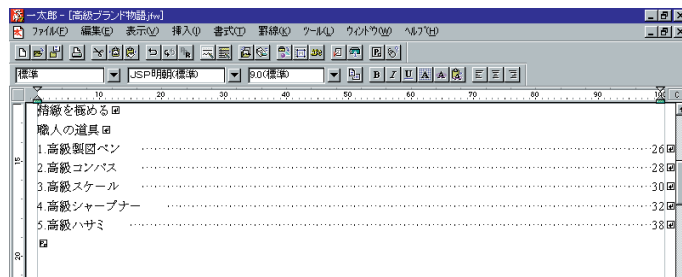 一太郎 - [高級ブランド物語.jfw]
ファイル(F) 編集(E) 表示(V) 挿入(I) 書式(T) 罫線(K) ツール(L) ウィンドウ(W) ヘルプ(H)
標準 JSP明朝(標準) 9.0(標準) B I U A A
10 20 30 40 50 60 70 80 90 100
精緻を極める
職人の道具
1.高級製図ペン ……26
2.高級コンパス ……28
3.高級スケール ……30
4.高級シャープナー ……32
5.高級ハサミ ……38
15
20